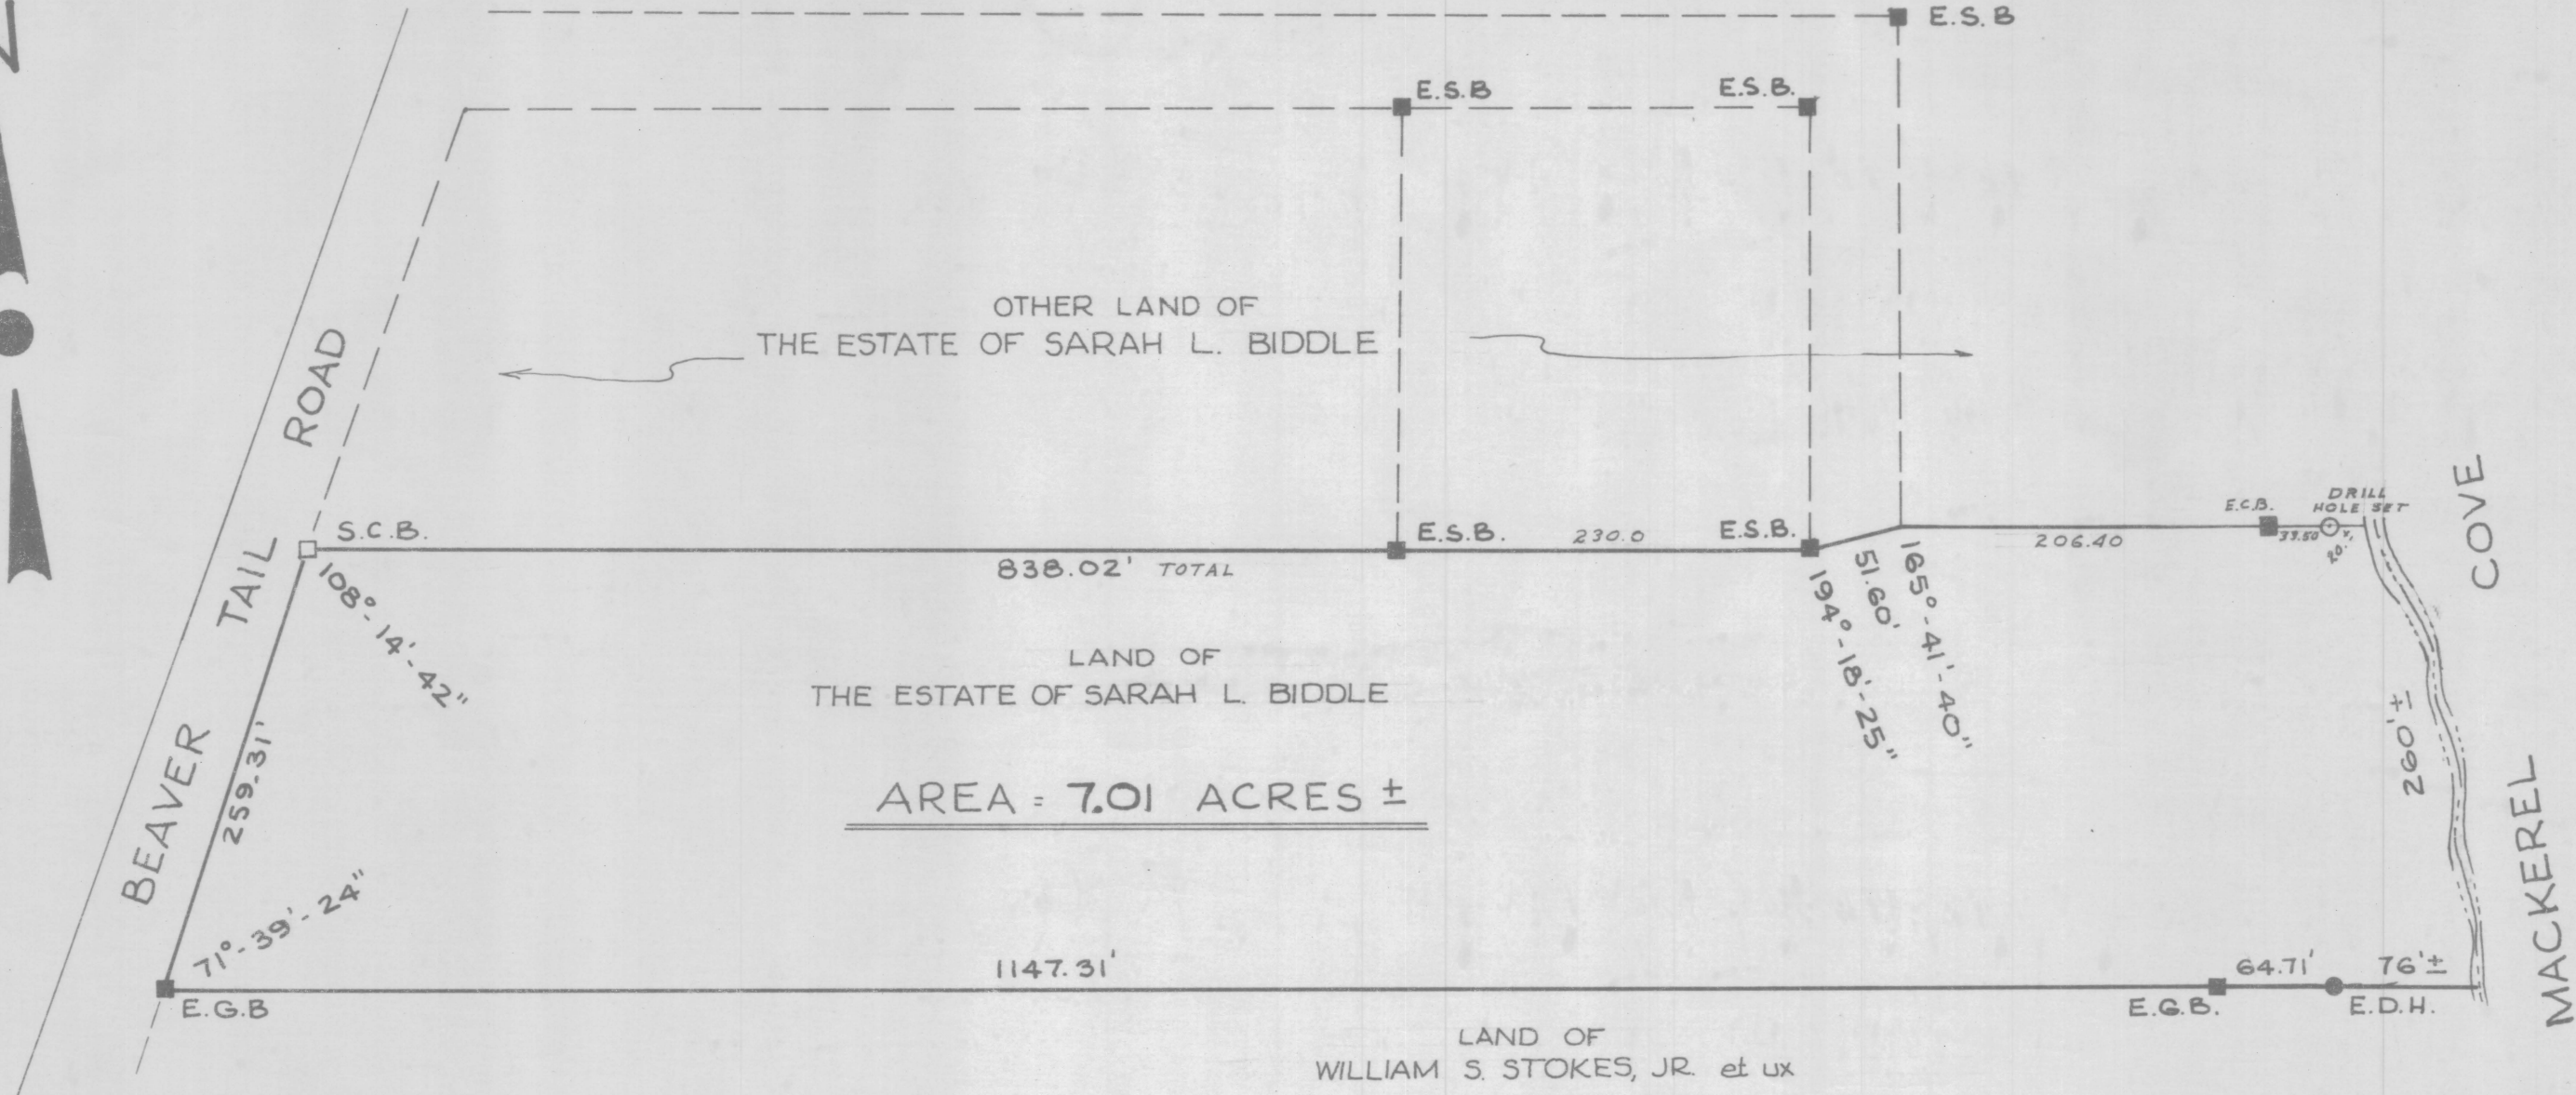 E.S.B
E.S.B
E.S.B.
OTHER LAND OF
THE ESTATE OF SARAH L. BIDDLE
BEAVER TAIL ROAD
S.C.B.
838.02' TOTAL
E.S.B.
230.0
E.S.B.
51.60'
206.40
E.C.B.
39.50
DRILL
HOLE SET
108°-14'-42"
194°-18'-25"
165°-41'-40"
LAND OF
THE ESTATE OF SARAH L. BIDDLE
AREA = 7.01 ACRES ±
259.31'
71°-39'-24"
260'±
MACKEREL COVE
1147.31'
64.71'
76'±
E.G.B
E.G.B.
E.D.H.
LAND OF
WILLIAM S. STOKES, JR. et ux